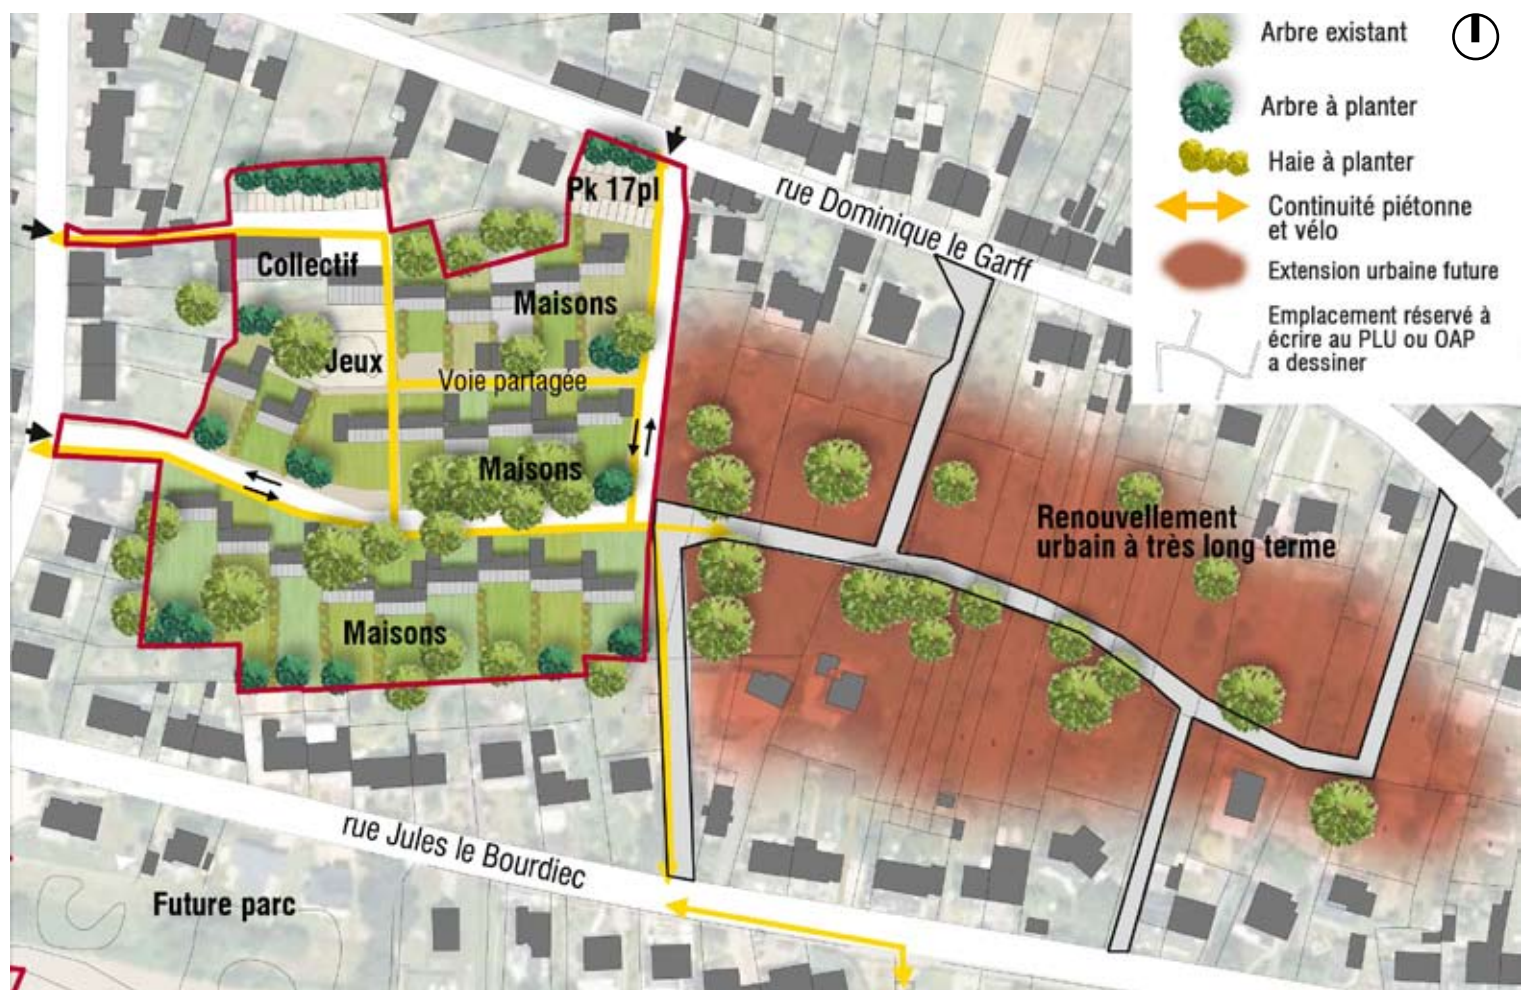 Arbre existant
Arbre à planter
Haie à planter
Continuité piétonne
et vélo
Extension urbaine future
Emplacement réservé à
écrire au PLU ou OAP
a dessiner
Pk 17pl
rue Dominique le Garff
Collectif
Maisons
Jeux
Voie partagée
Maisons
Renouvellement
urbain à très long terme
Maisons
rue Jules le Bourdiec
Future parc